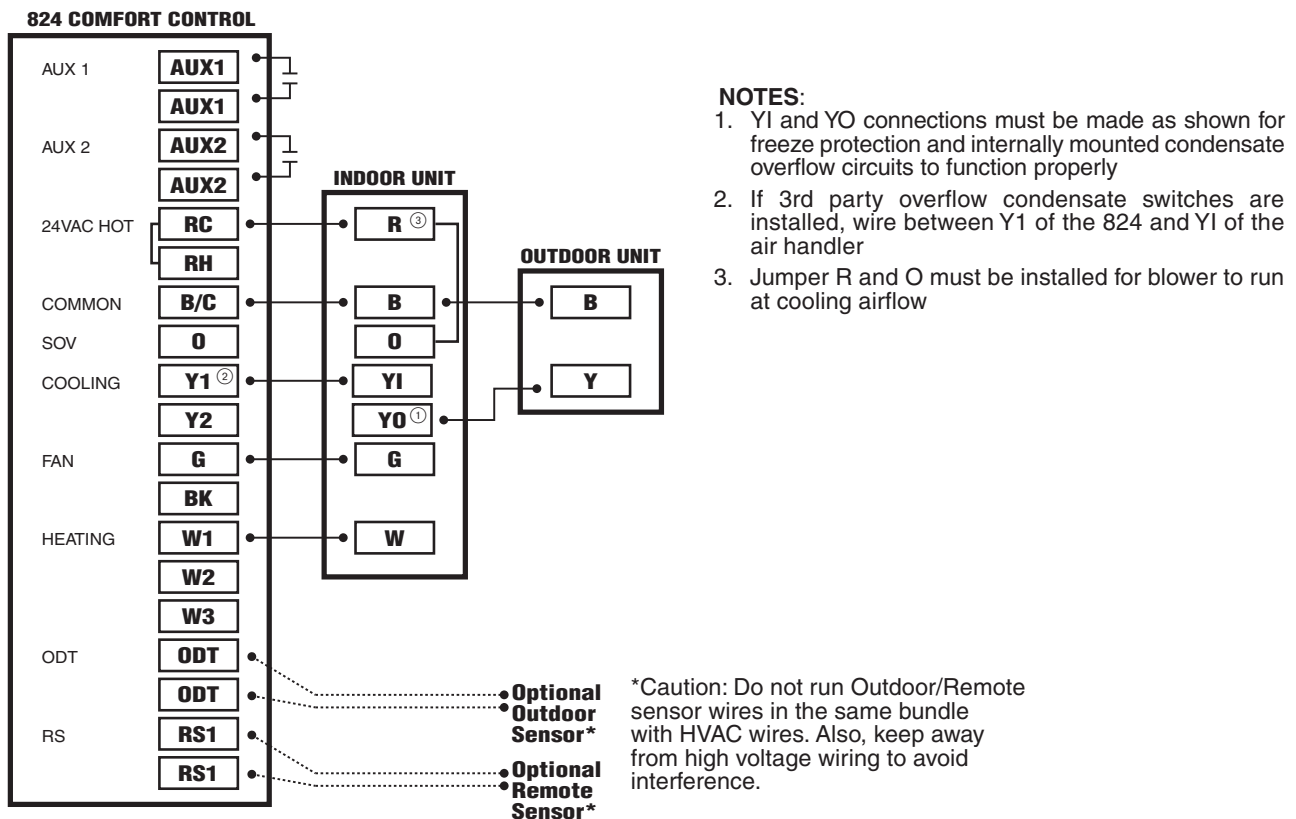 824 COMFORT CONTROL
AUX 1 AUX1
AUX1
AUX 2 AUX2
AUX2
24VAC HOT RC
RH
COMMON B/C
SOV O
COOLING Y1 ②
Y2
FAN G
BK
HEATING W1
W2
W3
ODT ODT
ODT
RS RS1
RS1
INDOOR UNIT
R ③
B
O
YI
YO ①
G
W
OUTDOOR UNIT
B
Y
Optional
Outdoor
Sensor*
Optional
Remote
Sensor*
NOTES:
1. YI and YO connections must be made as shown for
freeze protection and internally mounted condensate
overflow circuits to function properly
2. If 3rd party overflow condensate switches are
installed, wire between Y1 of the 824 and YI of the
air handler
3. Jumper R and O must be installed for blower to run
at cooling airflow
*Caution: Do not run Outdoor/Remote
sensor wires in the same bundle
with HVAC wires. Also, keep away
from high voltage wiring to avoid
interference.